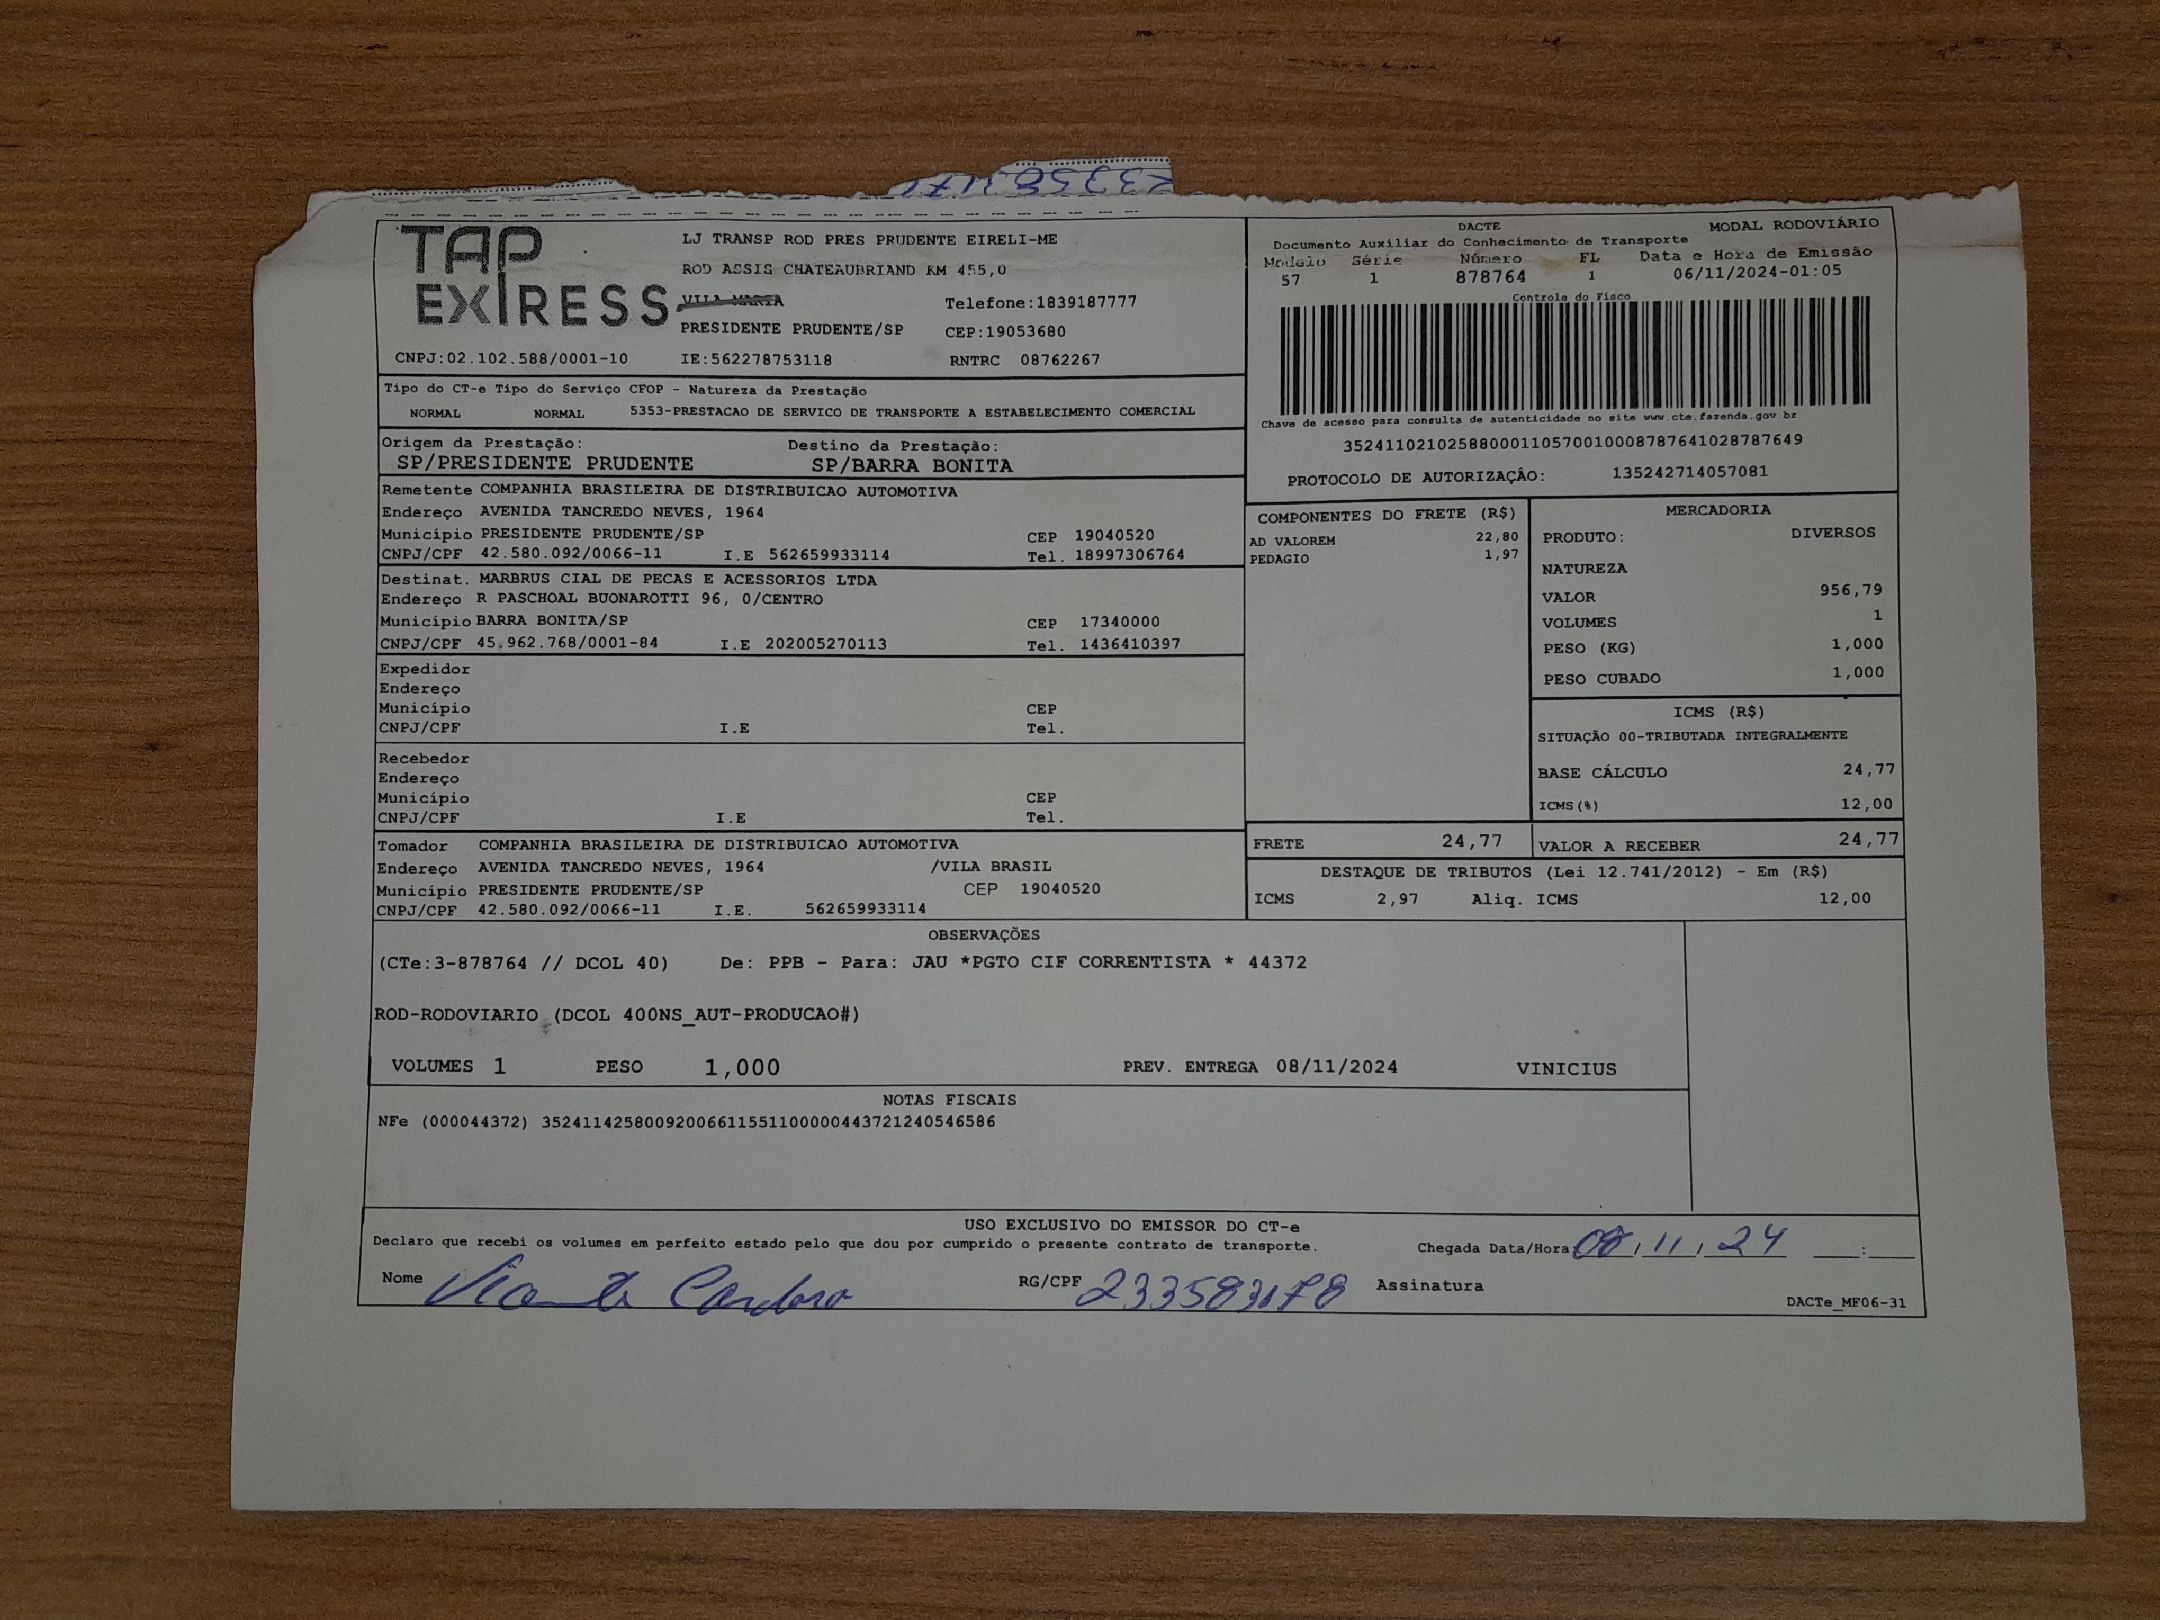 TAP
EXPRESS
LJ TRANSP ROD PRES PRUDENTE EIRELI-ME
ROD ASSIS CHATEAUBRIAND KM 455,0
VILA MARIA Telefone:1839187777
PRESIDENTE PRUDENTE/SP CEP:19053680
CNPJ:02.102.588/0001-10 IE:562278753118 RNTRC 08762267
DACTE MODAL RODOVIÁRIO
Documento Auxiliar do Conhecimento de Transporte
Modelo Série Número FL Data e Hora de Emissão
57 1 878764 1 06/11/2024-01:05
Controle do Fisco
Chave de acesso para consulta de autenticidade no site www.cte.fazenda.gov.br
35241102102588000110570010008787641028787649
PROTOCOLO DE AUTORIZAÇÂO: 135242714057081
Tipo do CT-e Tipo do Serviço CFOP - Natureza da Prestação
NORMAL NORMAL 5353-PRESTACAO DE SERVICO DE TRANSPORTE A ESTABELECIMENTO COMERCIAL
Origem da Prestação: Destino da Prestação:
SP/PRESIDENTE PRUDENTE SP/BARRA BONITA
Remetente COMPANHIA BRASILEIRA DE DISTRIBUICAO AUTOMOTIVA
Endereço AVENIDA TANCREDO NEVES, 1964
Município PRESIDENTE PRUDENTE/SP CEP 19040520
CNPJ/CPF 42.580.092/0066-11 I.E 562659933114 Tel. 18997306764
Destinat. MARBRUS CIAL DE PECAS E ACESSORIOS LTDA
Endereço R PASCHOAL BUONAROTTI 96, 0/CENTRO
Município BARRA BONITA/SP CEP 17340000
CNPJ/CPF 45.962.768/0001-84 I.E 202005270113 Tel. 1436410397
Expedidor
Endereço
Município CEP
CNPJ/CPF I.E Tel.
Recebedor
Endereço
Município CEP
CNPJ/CPF I.E Tel.
Tomador COMPANHIA BRASILEIRA DE DISTRIBUICAO AUTOMOTIVA
Endereço AVENIDA TANCREDO NEVES, 1964 /VILA BRASIL
Município PRESIDENTE PRUDENTE/SP CEP 19040520
CNPJ/CPF 42.580.092/0066-11 I.E. 562659933114
COMPONENTES DO FRETE (R$)
AD VALOREM 22,80
PEDAGIO 1,97
MERCADORIA
PRODUTO: DIVERSOS
NATUREZA
VALOR 956,79
VOLUMES 1
PESO (KG) 1,000
PESO CUBADO 1,000
ICMS (R$)
SITUAÇÃO 00-TRIBUTADA INTEGRALMENTE
BASE CÁLCULO 24,77
ICMS(%) 12,00
FRETE 24,77 VALOR A RECEBER 24,77
DESTAQUE DE TRIBUTOS (Lei 12.741/2012) - Em (R$)
ICMS 2,97 Aliq. ICMS 12,00
OBSERVAÇÕES
(CTe:3-878764 // DCOL 40) De: PPB - Para: JAU *PGTO CIF CORRENTISTA * 44372
ROD-RODOVIARIO (DCOL 400NS_AUT-PRODUCAO#)
VOLUMES 1 PESO 1,000 PREV. ENTREGA 08/11/2024 VINICIUS
NOTAS FISCAIS
NFe (000044372) 35241142580092006611551100000443721240546586
USO EXCLUSIVO DO EMISSOR DO CT-e
Declaro que recebi os volumes em perfeito estado pelo que dou por cumprido o presente contrato de transporte. Chegada Data/Hora 08,11,24 :
Nome Cardoso RG/CPF 233583178 Assinatura
DACTe_MF06-31